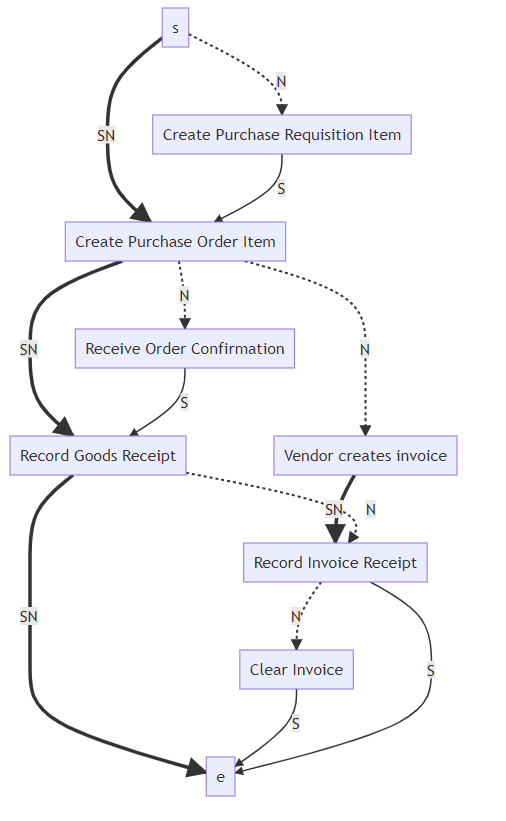 s
N
Create Purchase Requisition Item
SN
S
Create Purchase Order Item
N
Receive Order Confirmation
SN
N
S
Record Goods Receipt
Vendor creates invoice
SN
N
Record Invoice Receipt
SN
N
Clear Invoice
S
S
e